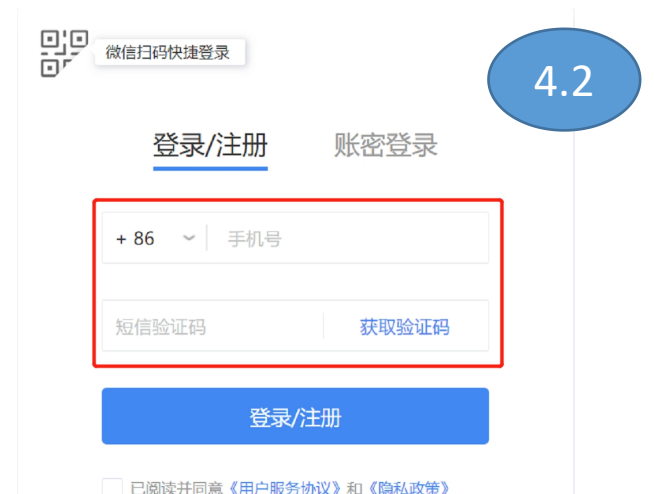 微信扫码快捷登录
4.2
登录/注册 账密登录
+ 86 手机号
短信验证码 获取验证码
登录/注册
已阅读并同意《用户服务协议》和《隐私政策》